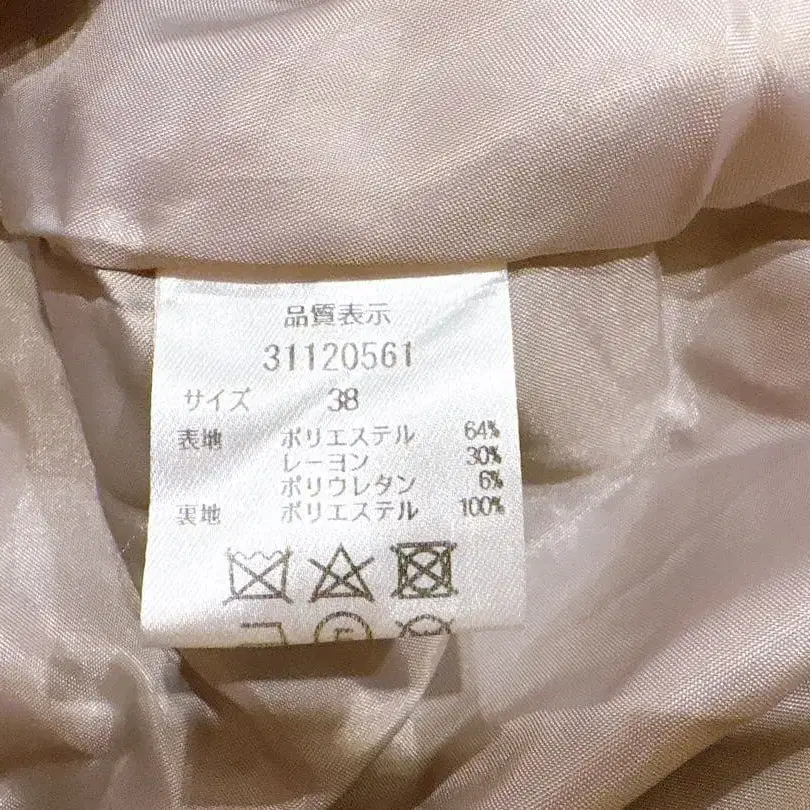 品質表示
31120561
サイズ 38
表地 ポリエステル 64%
レーヨン 30%
ポリウレタン 6%
裏地 ポリエステル 100%